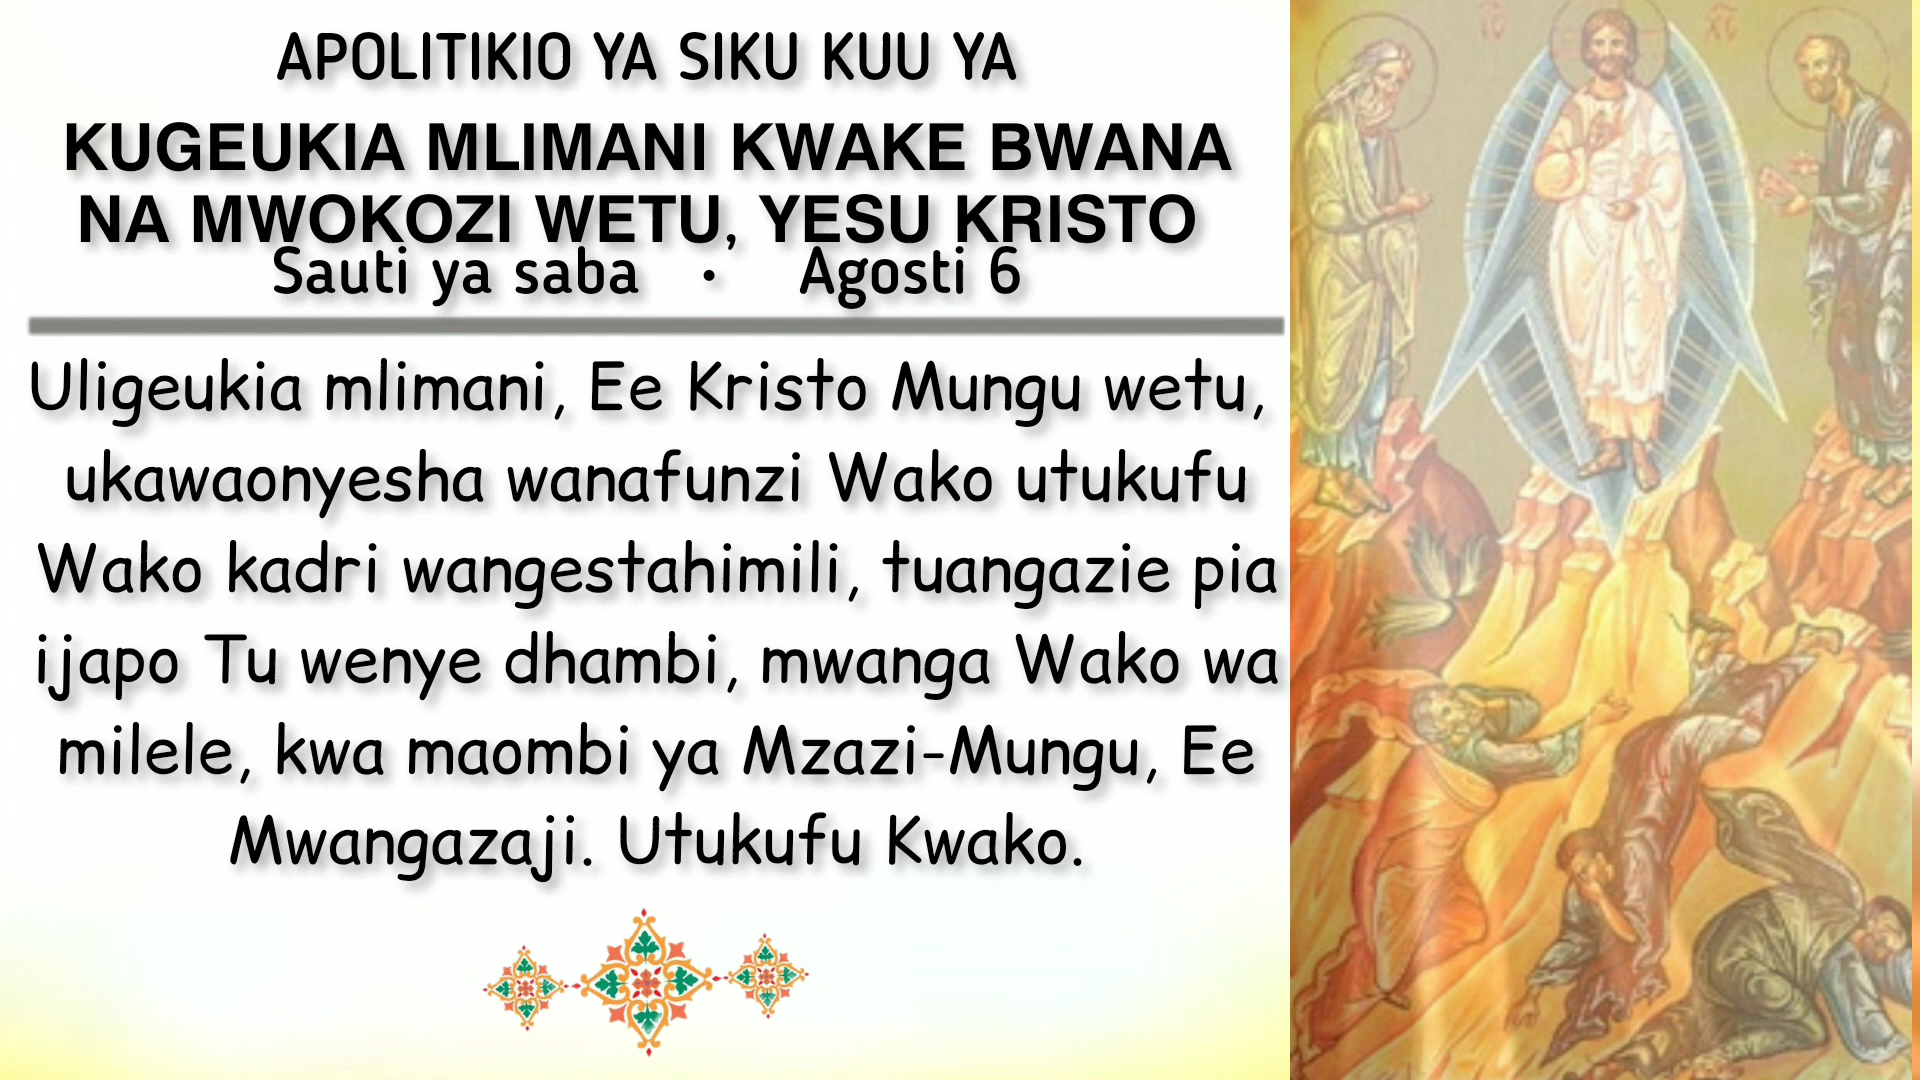 APOLITIKIO YA SIKU KUU YA
KUGEUKIA MLIMANI KWAKE BWANA
NA MWOKOZI WETU, YESU KRISTO
Sauti ya saba • Agosti 6
Uligeukia mlimani, Ee Kristo Mungu wetu,
ukawaonyesha wanafunzi Wako utukufu
Wako kadri wangestahimili, tuangazie pia
ijapo Tu wenye dhambi, mwanga Wako wa
milele, kwa maombi ya Mzazi-Mungu, Ee
Mwangazaji. Utukufu Kwako.